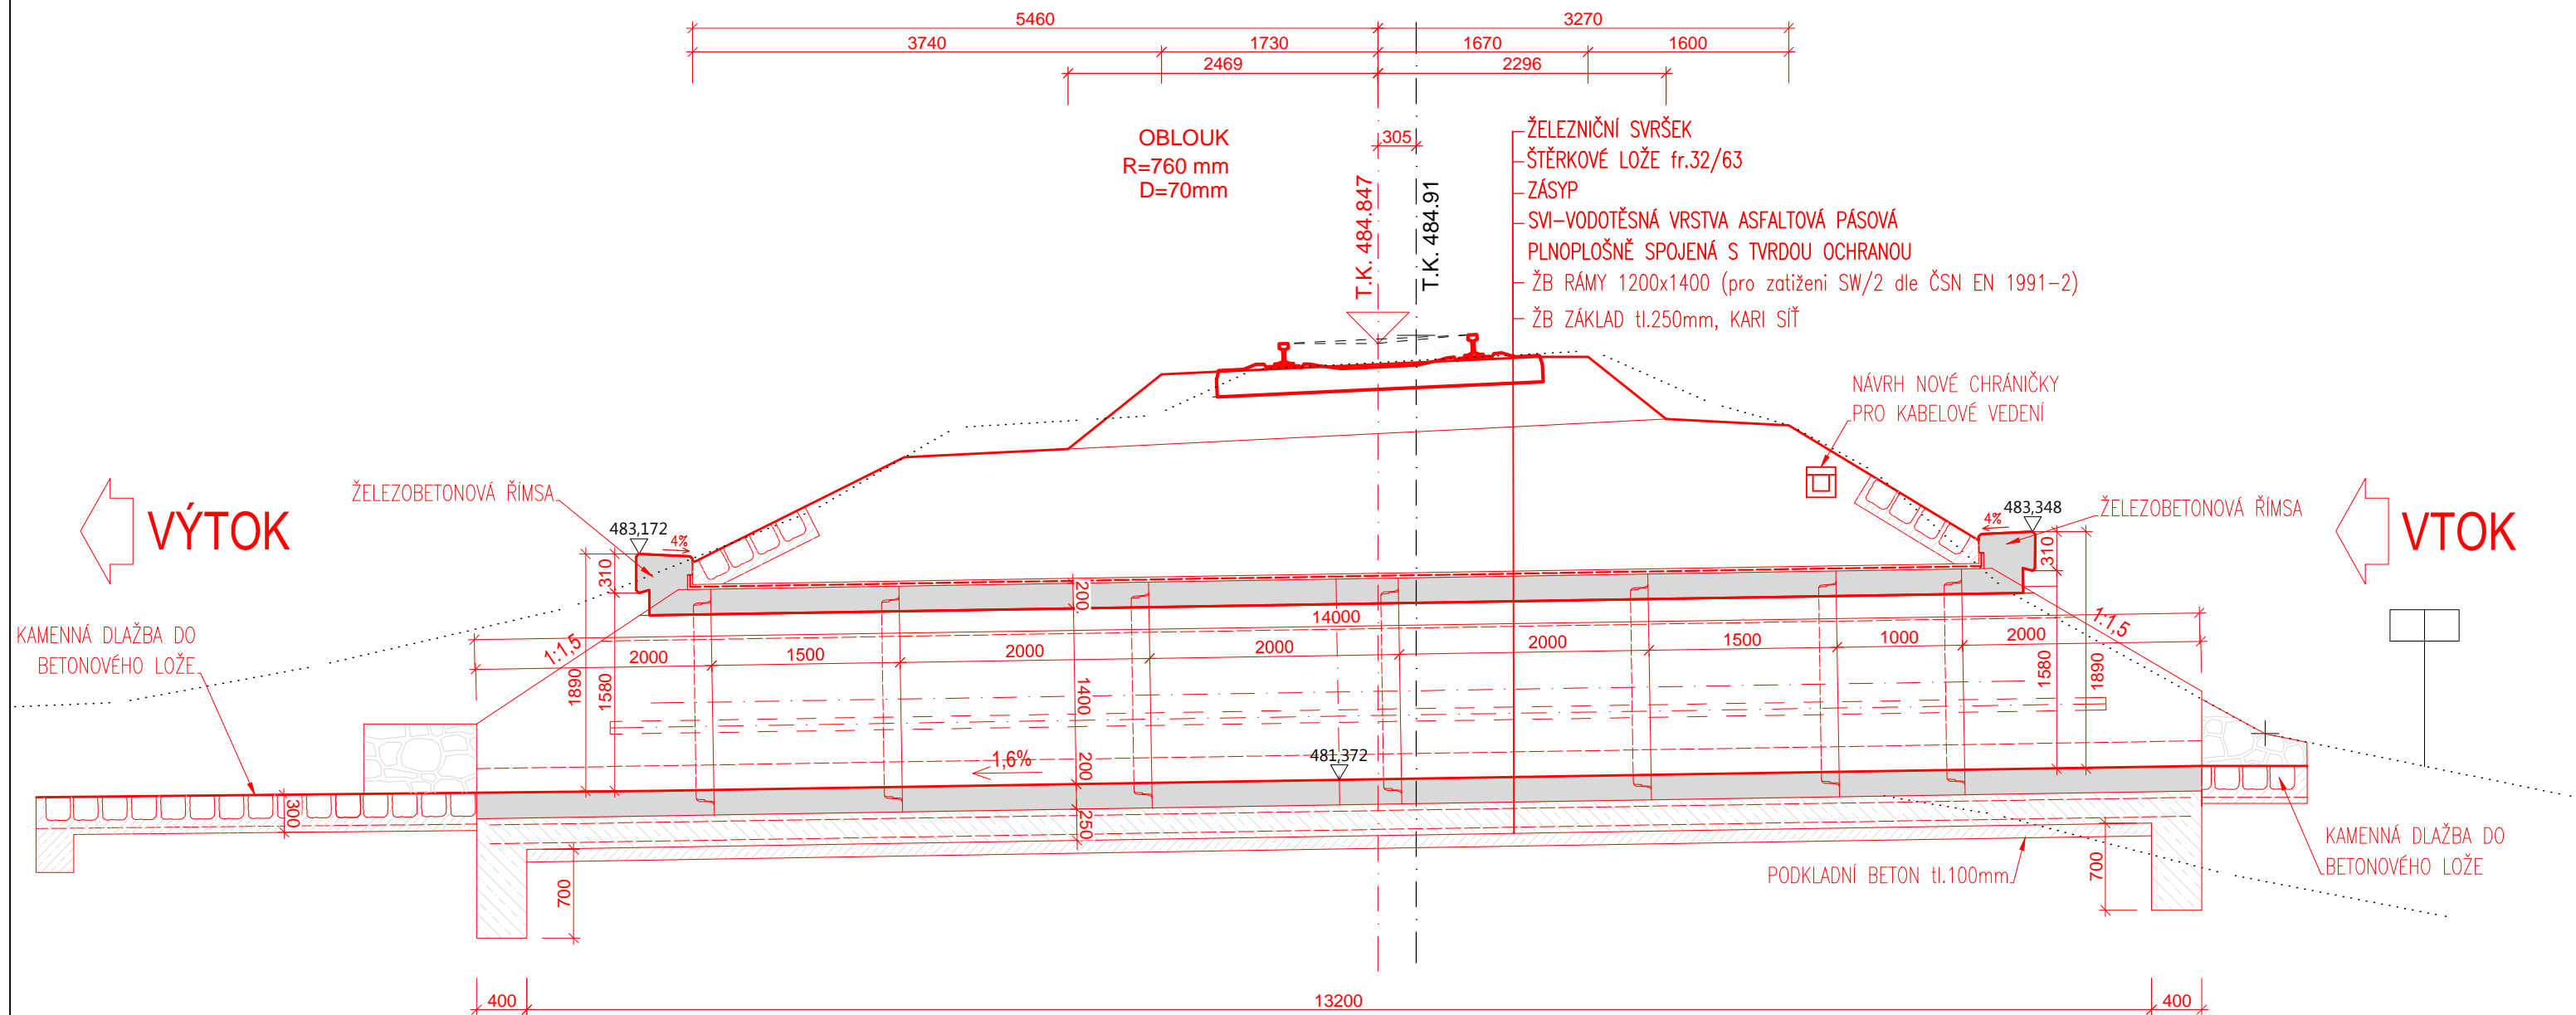 5460
3270
3740
1730
1670
1600
2469
2296
OBLOUK
R=760 mm
D=70mm
305
T.K. 484.847
T.K. 484.91
ŽELEZNIČNÍ SVRŠEK
ŠTĚRKOVÉ LOŽE fr.32/63
ZÁSYP
SVI-VODOTĚSNÁ VRSTVA ASFALTOVÁ PÁSOVÁ
PLNOPLOŠNĚ SPOJENÁ S TVRDOU OCHRANOU
ŽB RÁMY 1200x1400 (pro zatíženi SW/2 dle ČSN EN 1991-2)
ŽB ZÁKLAD tl.250mm, KARI SÍŤ
NÁVRH NOVÉ CHRÁNIČKY
PRO KABELOVÉ VEDENÍ
VÝTOK
ŽELEZOBETONOVÁ ŘÍMSA
483,172
4%
4%
483,348
ŽELEZOBETONOVÁ ŘÍMSA
VTOK
310
310
200
14000
KAMENNÁ DLAŽBA DO
BETONOVÉHO LOŽE
1:1,5
2000
1500
2000
2000
2000
1500
1000
2000
1:1,5
1890
1580
1400
1580
1890
1,6%
200
481,372
300
250
700
PODKLADNÍ BETON tl.100mm
700
KAMENNÁ DLAŽBA DO
BETONOVÉHO LOŽE
400
13200
400